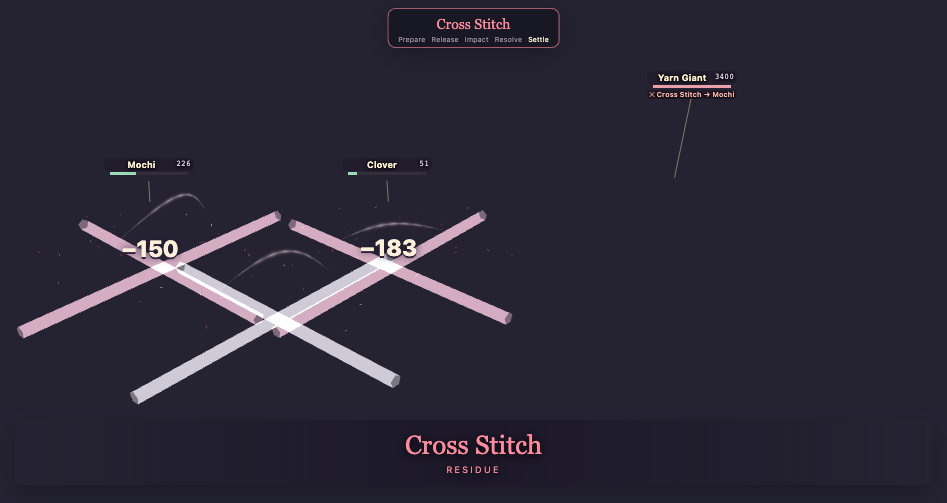 Cross Stitch
Prepare Release Impact Resolve Settle
Yarn Giant 3400
✕ Cross Stitch → Mochi
Mochi 226
Clover 51
–150
–183
Cross Stitch
RESIDUE